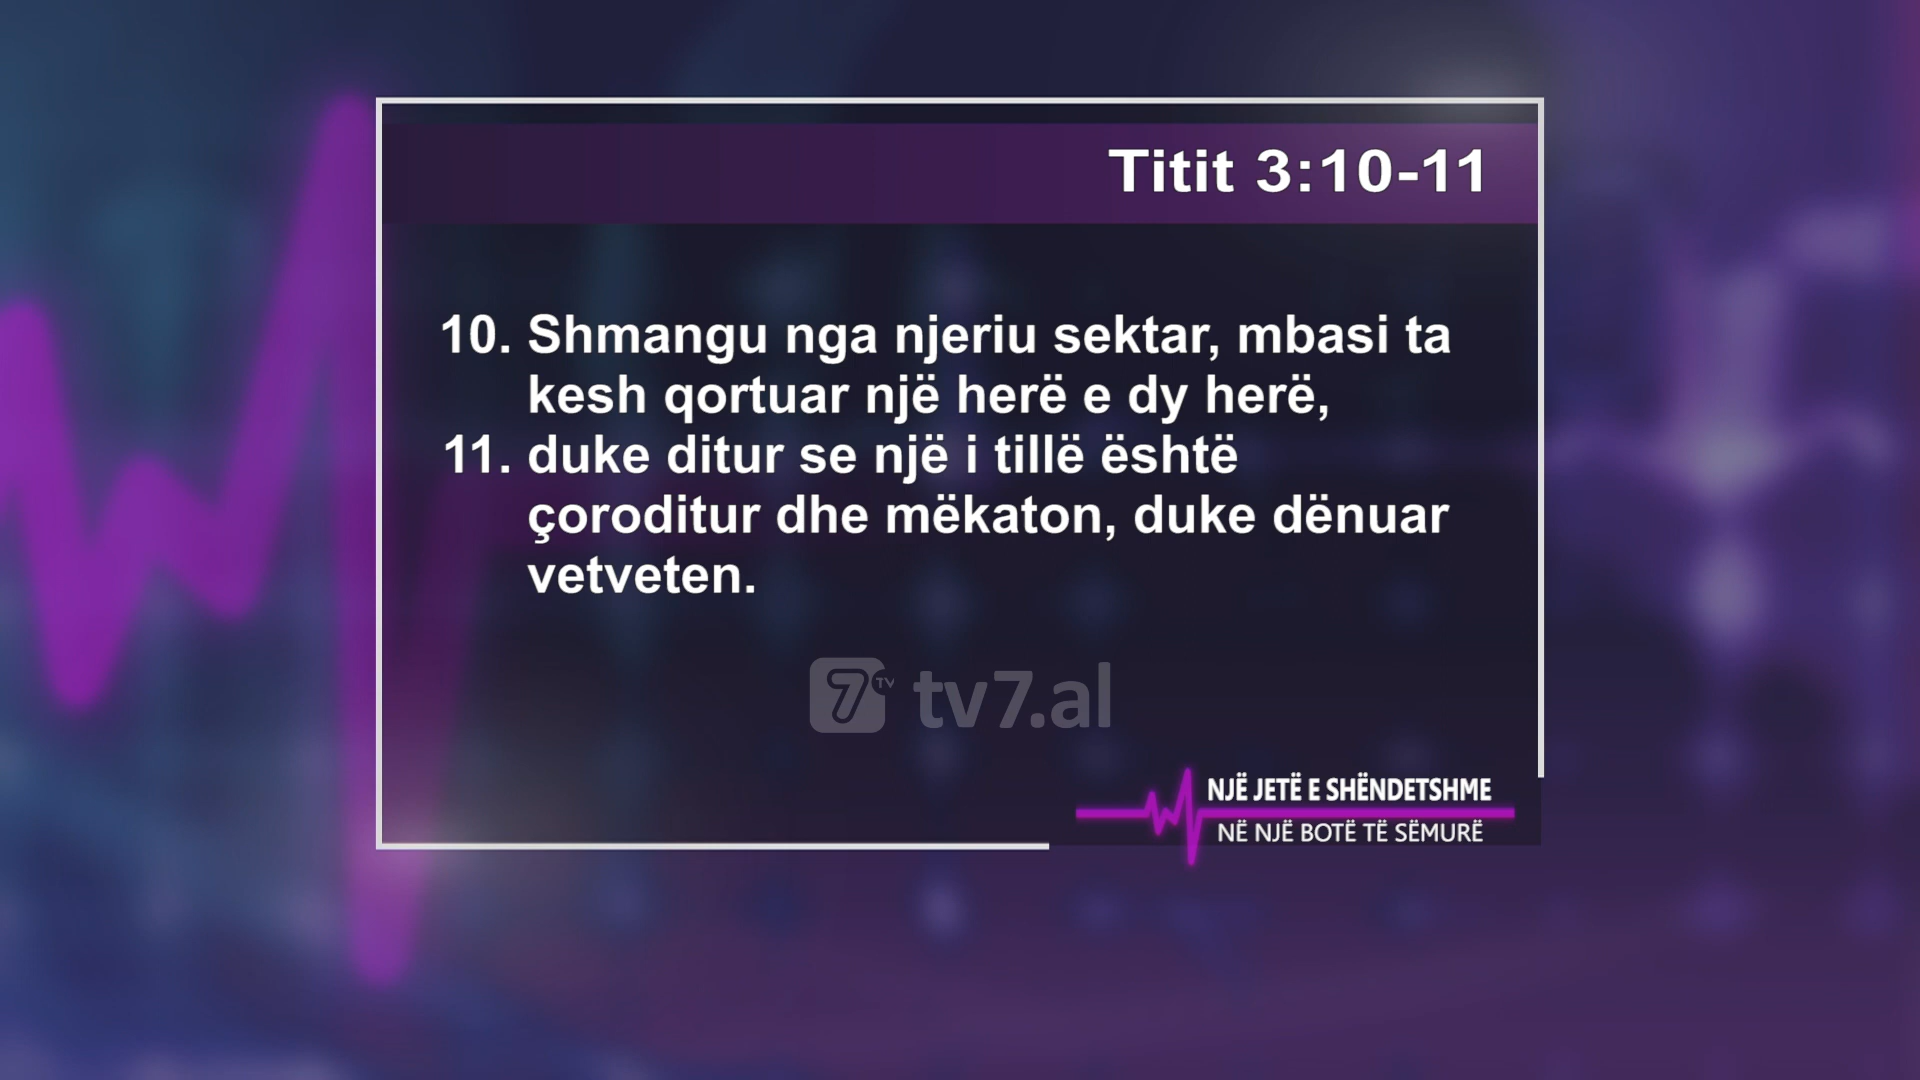 Titit 3:10-11
10. Shmangu nga njeriu sektar, mbasi ta
kesh qortuar një herë e dy herë,
11. duke ditur se një i tillë është
çoroditur dhe mëkaton, duke dënuar
vetveten.
7 TV tv7.al
NJË JETË E SHËNDETSHME
NË NJË BOTË TË SËMURË